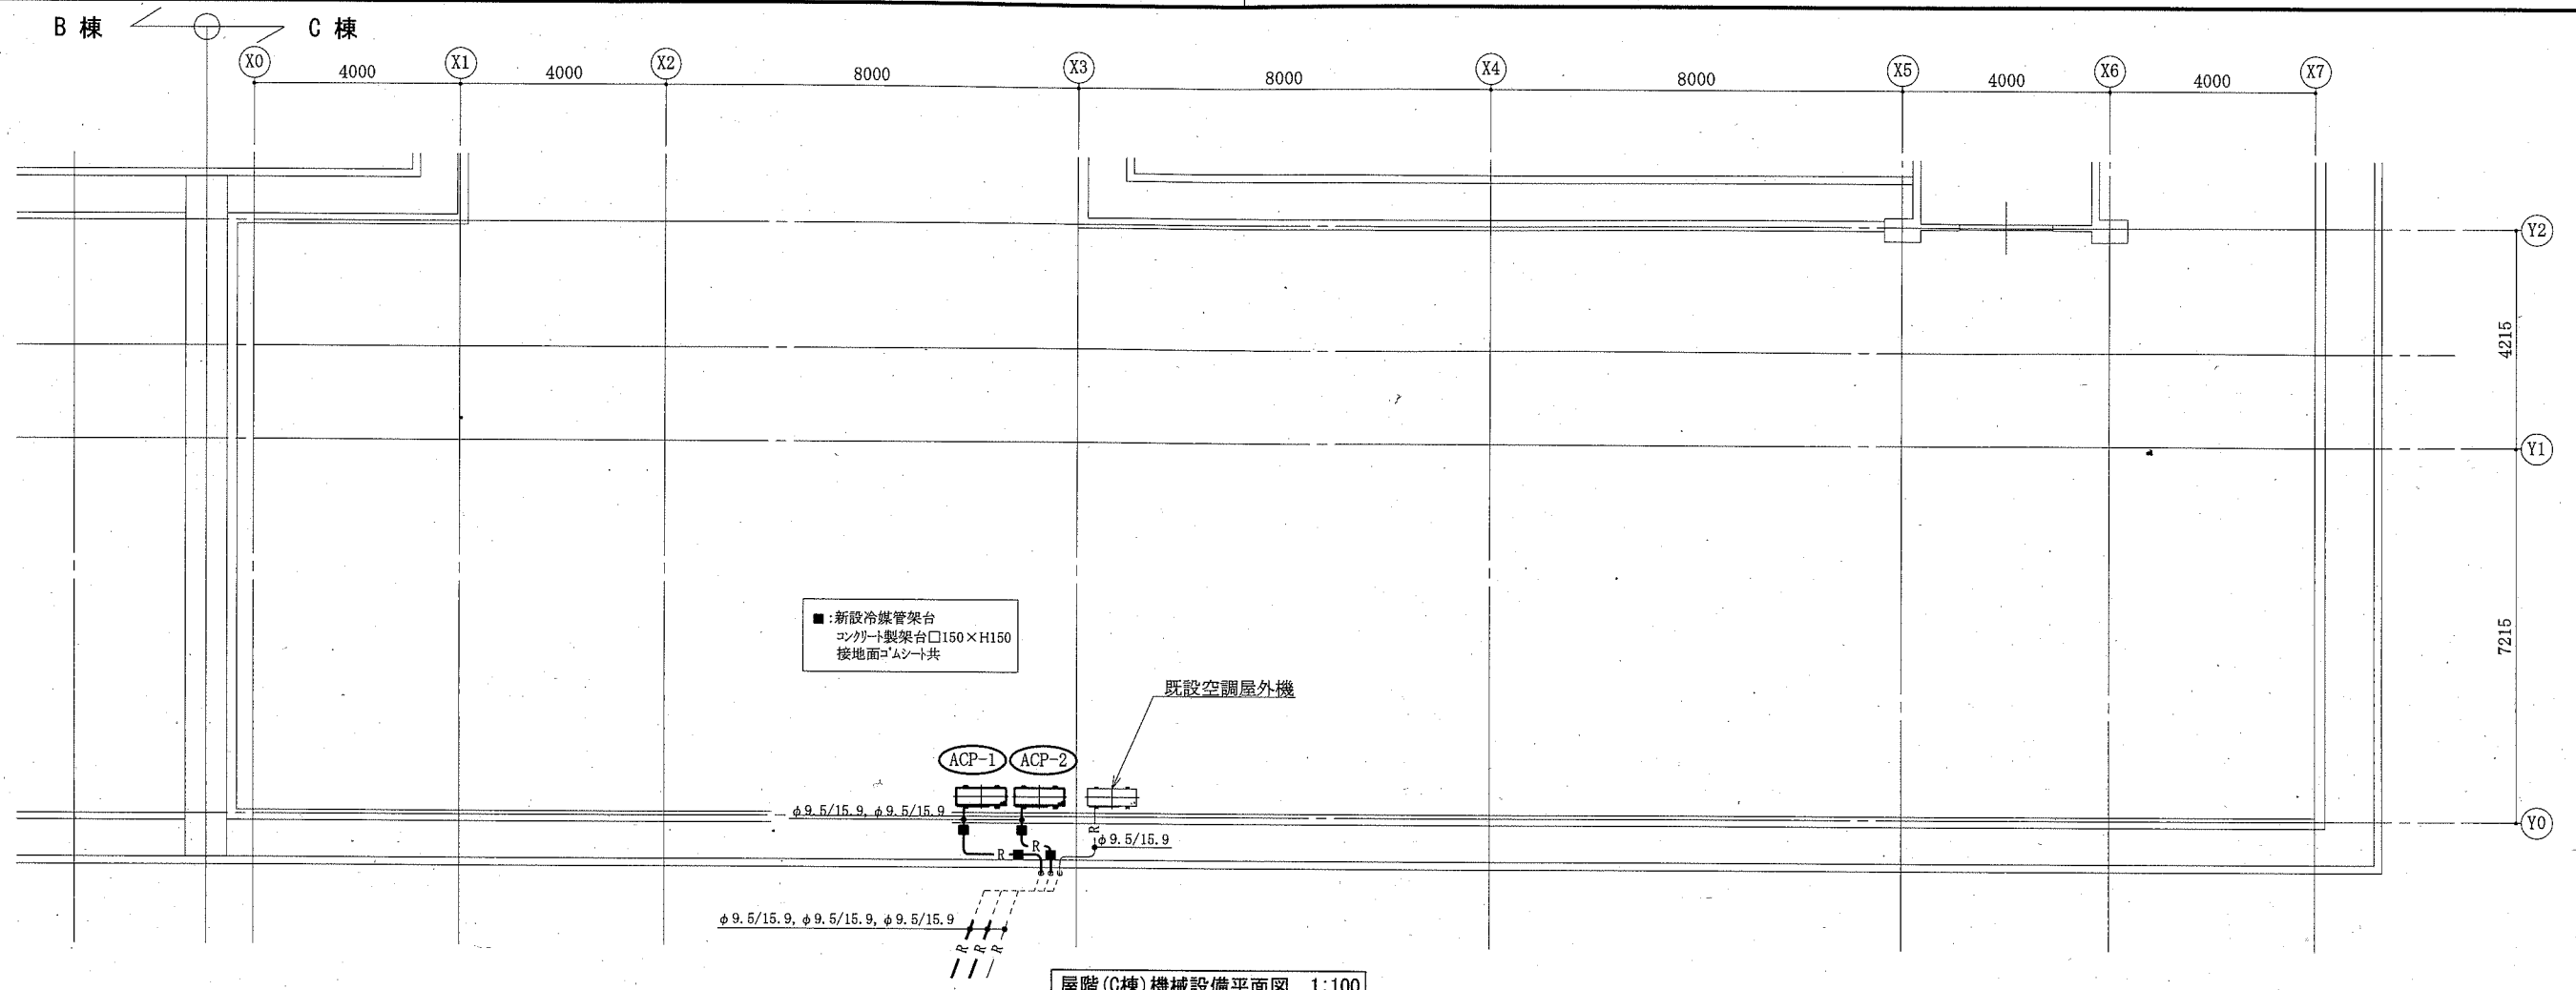 B 棟
C 棟
X0
X1
X2
X3
X4
X5
X6
X7
4000
4000
8000
8000
8000
4000
4000
Y2
4215
Y1
7215
Y0
■:新設冷媒管架台
コンクリート製架台□150×H150
接地面ゴムシート共
既設空調屋外機
ACP-1
ACP-2
φ9.5/15.9, φ9.5/15.9
R
R
R
φ9.5/15.9
φ9.5/15.9, φ9.5/15.9, φ9.5/15.9
R
R
R
屋階(C棟)機械設備平面図 1:100